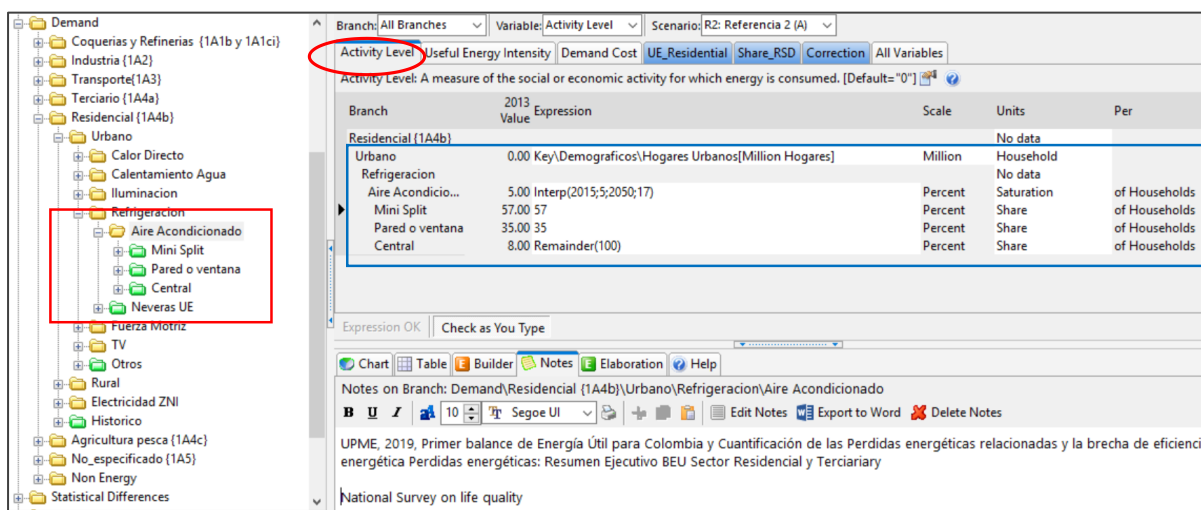 Demand
Coquerias y Refinerias {1A1b y 1A1ci}
Industria {1A2}
Transporte{1A3}
Terciario {1A4a}
Residencial {1A4b}
Urbano
Calor Directo
Calentamiento Agua
Iluminacion
Refrigeracion
Aire Acondicionado
Mini Split
Pared o ventana
Central
Neveras UE
Fuerza Motriz
TV
Otros
Rural
Electricidad ZNI
Historico
Agricultura pesca {1A4c}
No_especificado {1A5}
Non Energy
Statistical Differences
Branch: All Branches Variable: Activity Level Scenario: R2: Referencia 2 (A)
Activity Level Useful Energy Intensity Demand Cost UE_Residential Share_RSD Correction All Variables
Activity Level: A measure of the social or economic activity for which energy is consumed. [Default="0"]
Branch 2013 Value Expression Scale Units Per
Residencial {1A4b} No data
Urbano 0.00 Key\Demograficos\Hogares Urbanos[Million Hogares] Million Household
Refrigeracion No data
Aire Acondicio... 5.00 Interp(2015;5;2050;17) Percent Saturation of Households
Mini Split 57.00 57 Percent Share of Households
Pared o ventana 35.00 35 Percent Share of Households
Central 8.00 Remainder(100) Percent Share of Households
Expression OK Check as You Type
Chart Table Builder Notes Elaboration Help
Notes on Branch: Demand\Residencial {1A4b}\Urbano\Refrigeracion\Aire Acondicionado
B U I 10 Segoe UI Edit Notes Export to Word Delete Notes
UPME, 2019, Primer balance de Energía Útil para Colombia y Cuantificación de las Perdidas energéticas relacionadas y la brecha de eficienci
energética Perdidas energéticas: Resumen Ejecutivo BEU Sector Residencial y Terciariary
National Survey on life quality